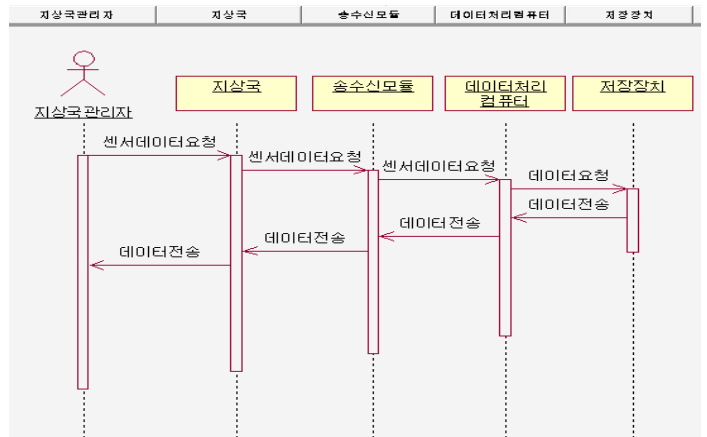 지상국관리자 지상국 송수신모듈 데이터처리컴퓨터 저장장치
지상국관리자
지상국
송수신모듈
데이터처리
컴퓨터
저장장치
센서데이터요청
센서데이터요청
센서데이터요청
데이터요청
데이터전송
데이터전송
데이터전송
데이터전송